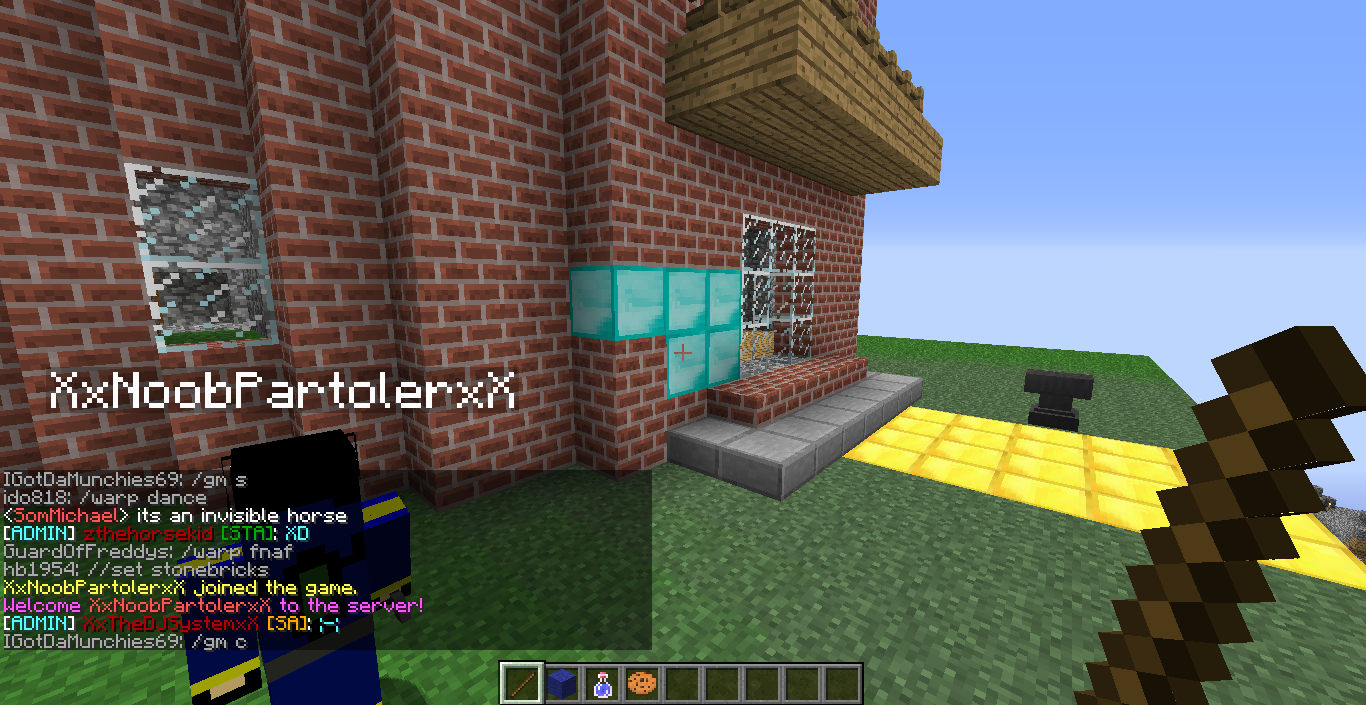 XxNoobPartolerxX
IGotDaMunchies69: /gm s
ido818: /warp dance
<SomMichael> its an invisible horse
[ADMIN] zthehorsekid [STA]: XD
GuardOfFreddys: /warp fnaf
hb1954: //set stonebricks
XxNoobPartolerxX joined the game.
Welcome XxNoobPartolerxX to the server!
[ADMIN] XxTheDJSystemxX [SA]: ;-;
IGotDaMunchies69: /gm c